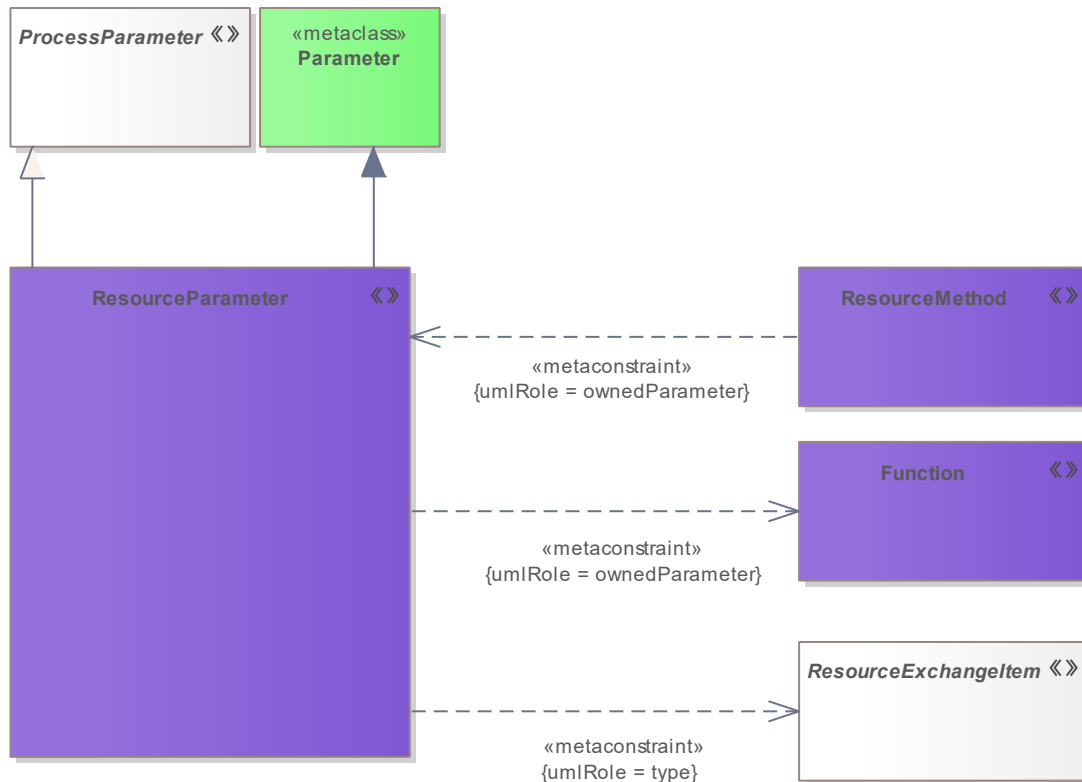 ProcessParameter «»
«metaclass»
Parameter
ResourceParameter «»
ResourceMethod «»
«metaconstraint»
{umlRole = ownedParameter}
Function «»
«metaconstraint»
{umlRole = ownedParameter}
ResourceExchangeItem «»
«metaconstraint»
{umlRole = type}